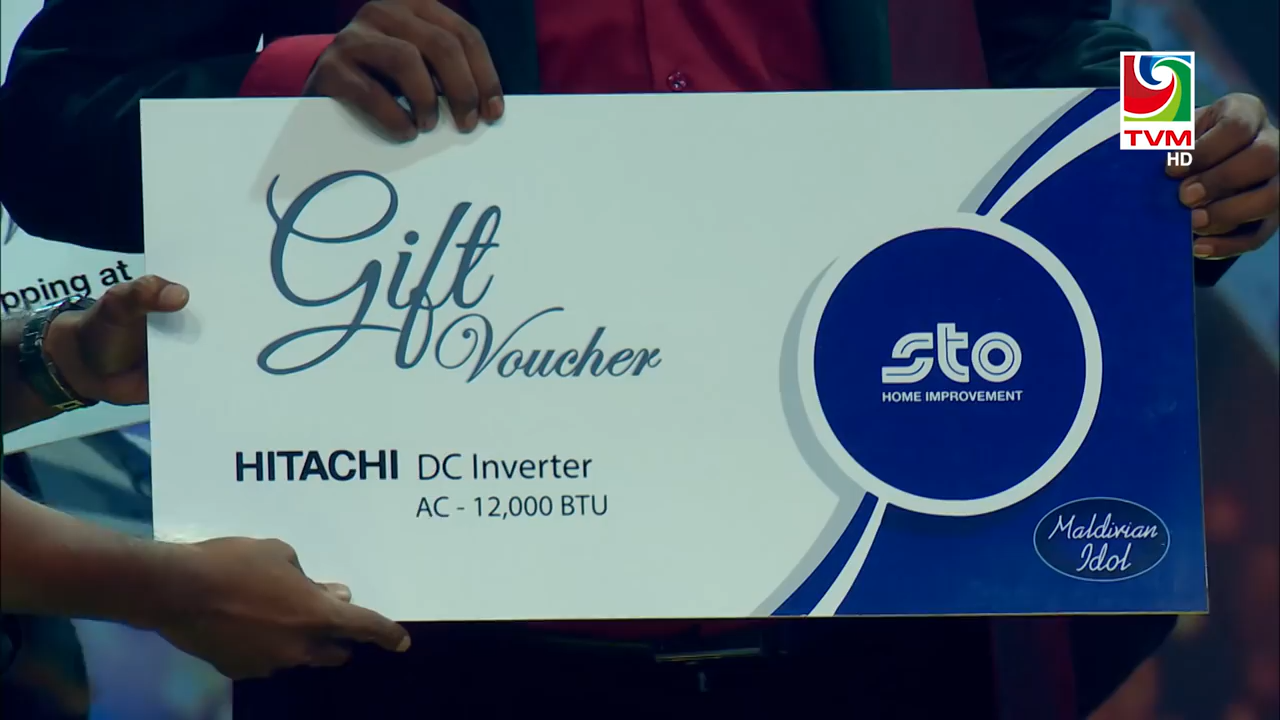 TVM
HD
pping at
Gift
Voucher
sto
HOME IMPROVEMENT
HITACHI DC Inverter
AC - 12,000 BTU
Maldivian
Idol